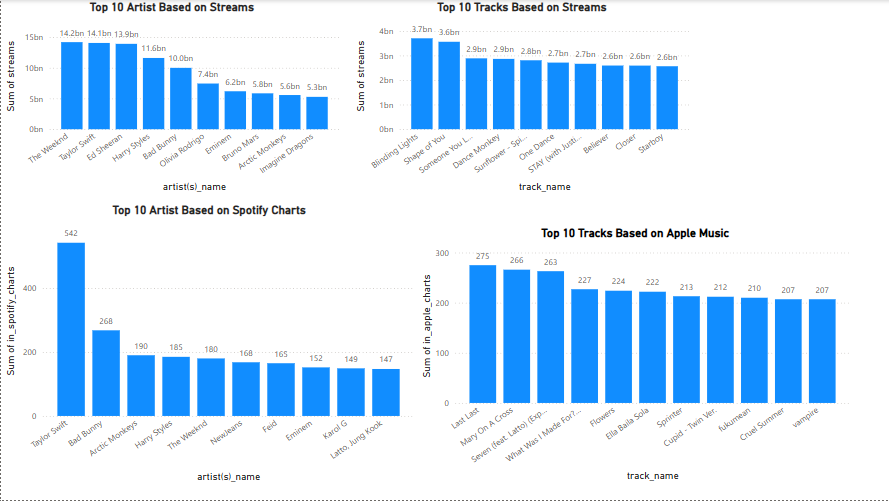 Top 10 Artist Based on Streams
Sum of streams
15bn
10bn
5bn
0bn
14.2bn 14.1bn 13.9bn 11.6bn 10.0bn 7.4bn 6.2bn 5.8bn 5.6bn 5.3bn
The Weeknd
Taylor Swift
Ed Sheeran
Harry Styles
Bad Bunny
Olivia Rodrigo
Eminem
Bruno Mars
Arctic Monkeys
Imagine Dragons
artist(s)_name
Top 10 Tracks Based on Streams
Sum of streams
4bn
3bn
2bn
1bn
0bn
3.7bn 3.6bn 2.9bn 2.9bn 2.8bn 2.7bn 2.7bn 2.6bn 2.6bn 2.6bn
Blinding Lights
Shape of You
Someone You L...
Dance Monkey
Sunflower - Spi...
One Dance
STAY (with Justi...
Believer
Closer
Starboy
track_name
Top 10 Artist Based on Spotify Charts
Sum of in_spotify_charts
400
200
0
542 268 190 185 180 168 165 152 149 147
Taylor Swift
Bad Bunny
Arctic Monkeys
Harry Styles
The Weeknd
NewJeans
Feid
Eminem
Karol G
Latto, Jung Kook
artist(s)_name
Top 10 Tracks Based on Apple Music
Sum of in_apple_charts
300
200
100
0
275 266 263 227 224 222 213 212 210 207 207
Last Last
Mary On A Cross
Seven (feat. Latto) (Exp...
What Was I Made For?...
Flowers
Ella Baila Sola
Sprinter
Cupid - Twin Ver.
fukumean
Cruel Summer
vampire
track_name